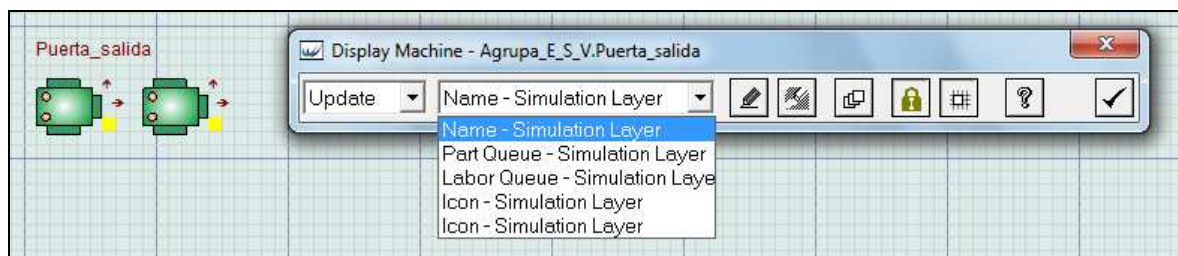 Puerta_salida
Display Machine - Agrupa_E_S_V.Puerta_salida
Update
Name - Simulation Layer
Name - Simulation Layer
Part Queue - Simulation Layer
Labor Queue - Simulation Laye
Icon - Simulation Layer
Icon - Simulation Layer